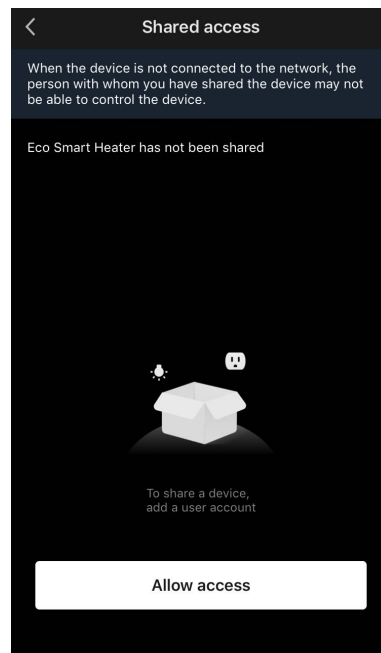 Shared access
When the device is not connected to the network, the
person with whom you have shared the device may not
be able to control the device.
Eco Smart Heater has not been shared
To share a device,
add a user account
Allow access